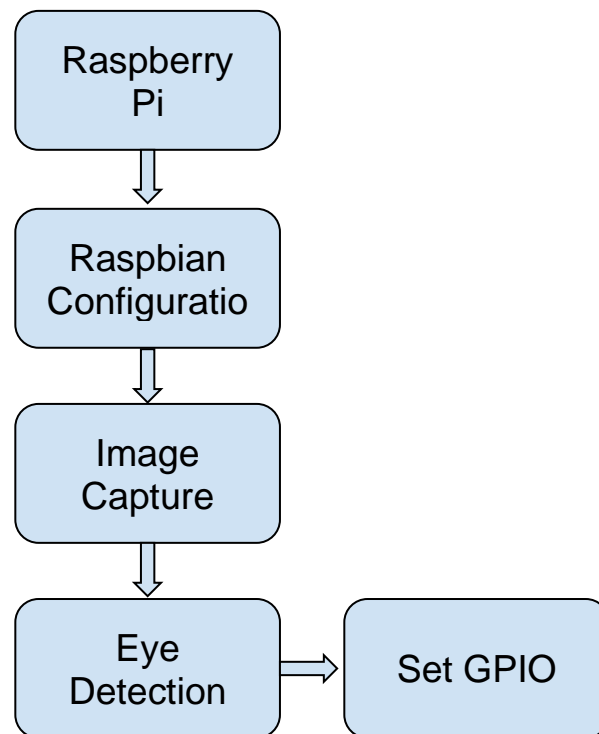 Raspberry
Pi
Raspbian
Configuratio
Image
Capture
Eye
Detection
Set GPIO